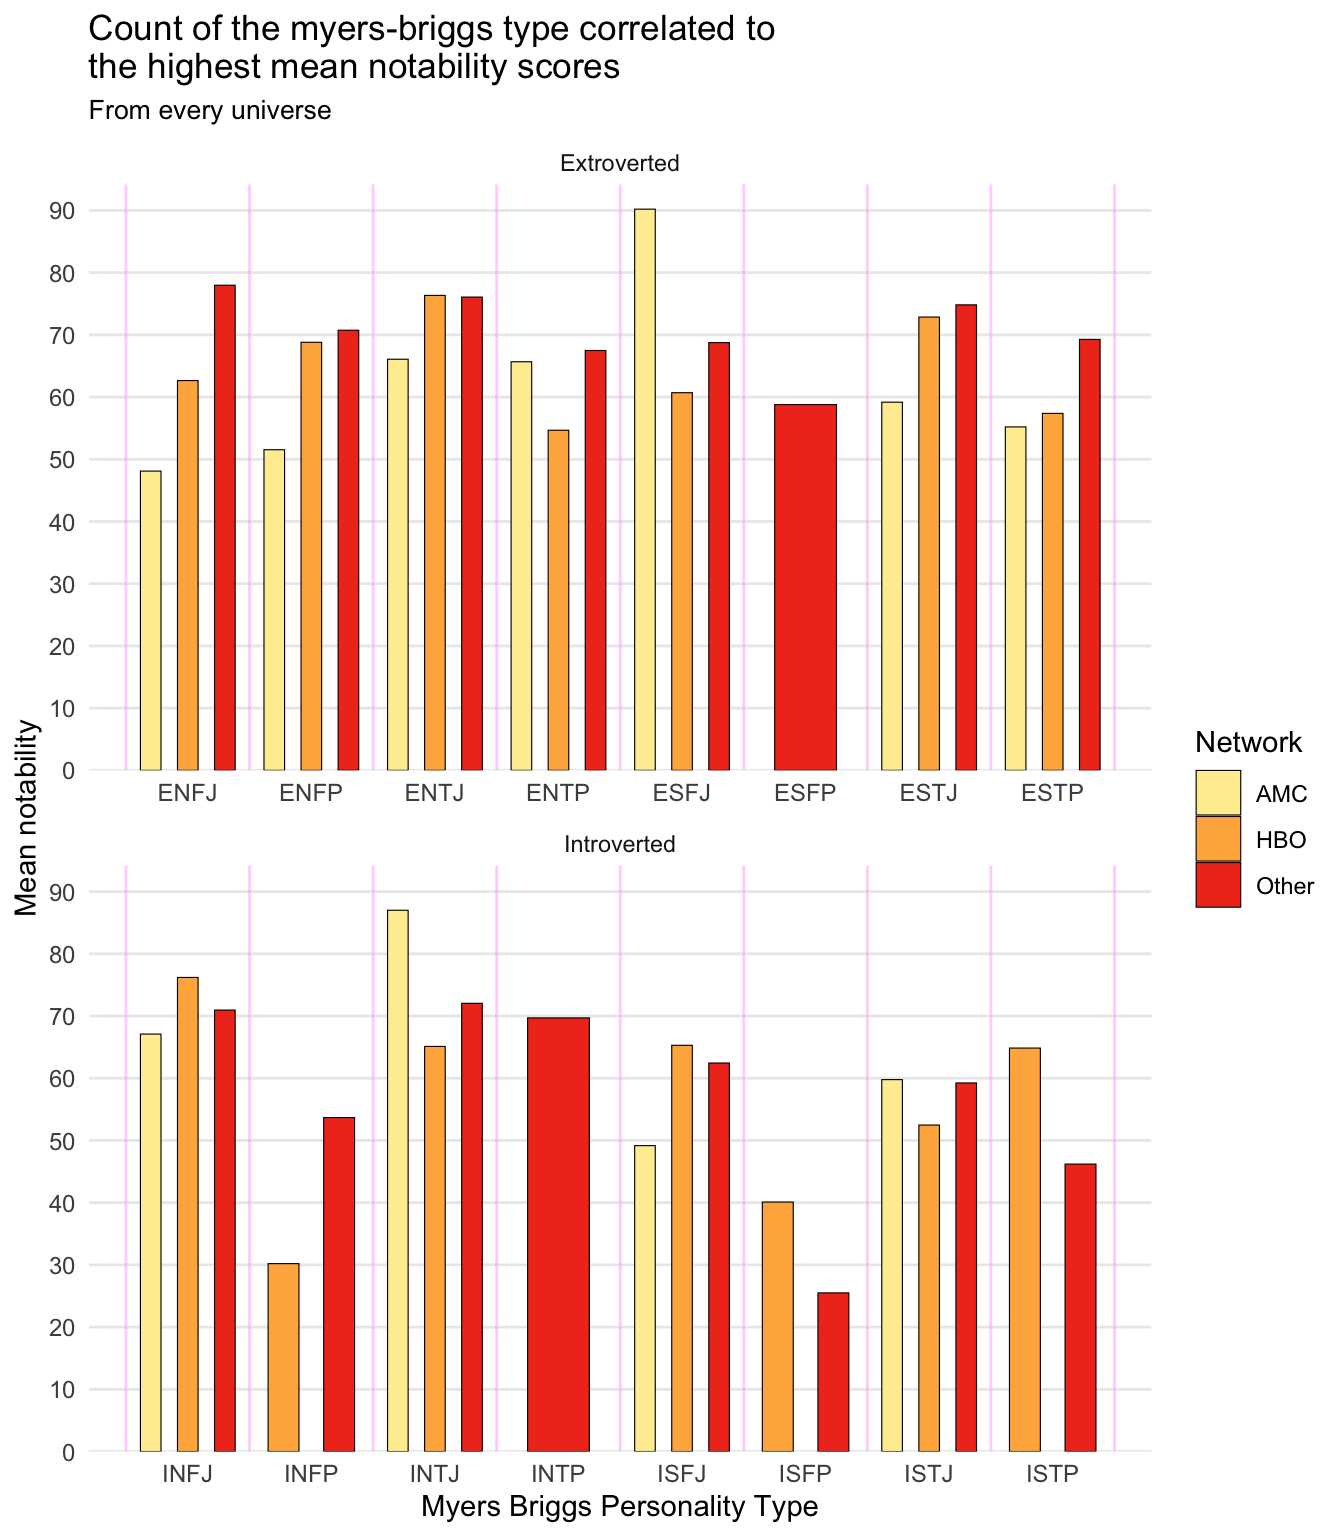 Count of the myers-briggs type correlated to
the highest mean notability scores
From every universe
Extroverted
90
80
70
60
50
40
30
20
10
0
ENFJ ENFP ENTJ ENTP ESFJ ESFP ESTJ ESTP
Mean notability
Introverted
90
80
70
60
50
40
30
20
10
0
INFJ INFP INTJ INTP ISFJ ISFP ISTJ ISTP
Myers Briggs Personality Type
Network
AMC
HBO
Other